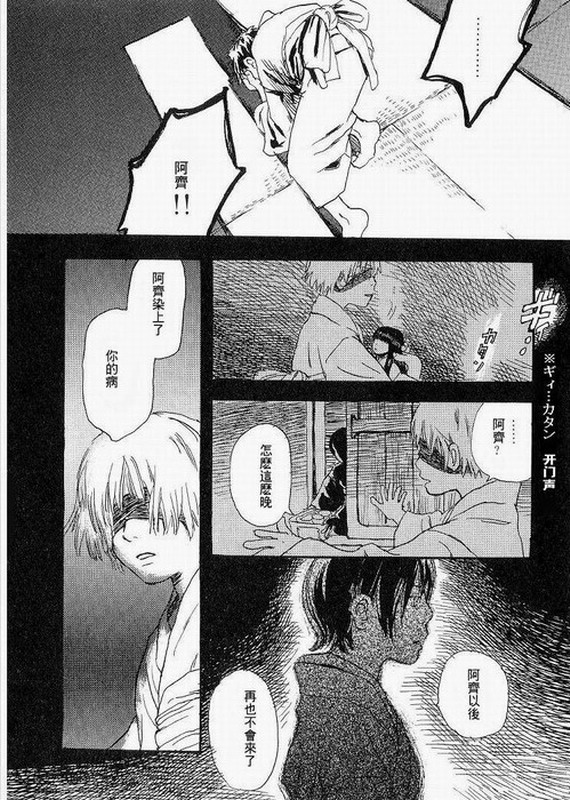 ………
阿齊!!
ギィ…
カタン
※ギィ…カタン 开门声
………
阿齊？
怎麼這麼晚
阿齊以後
再也不會來了
阿齊染上了
你的病